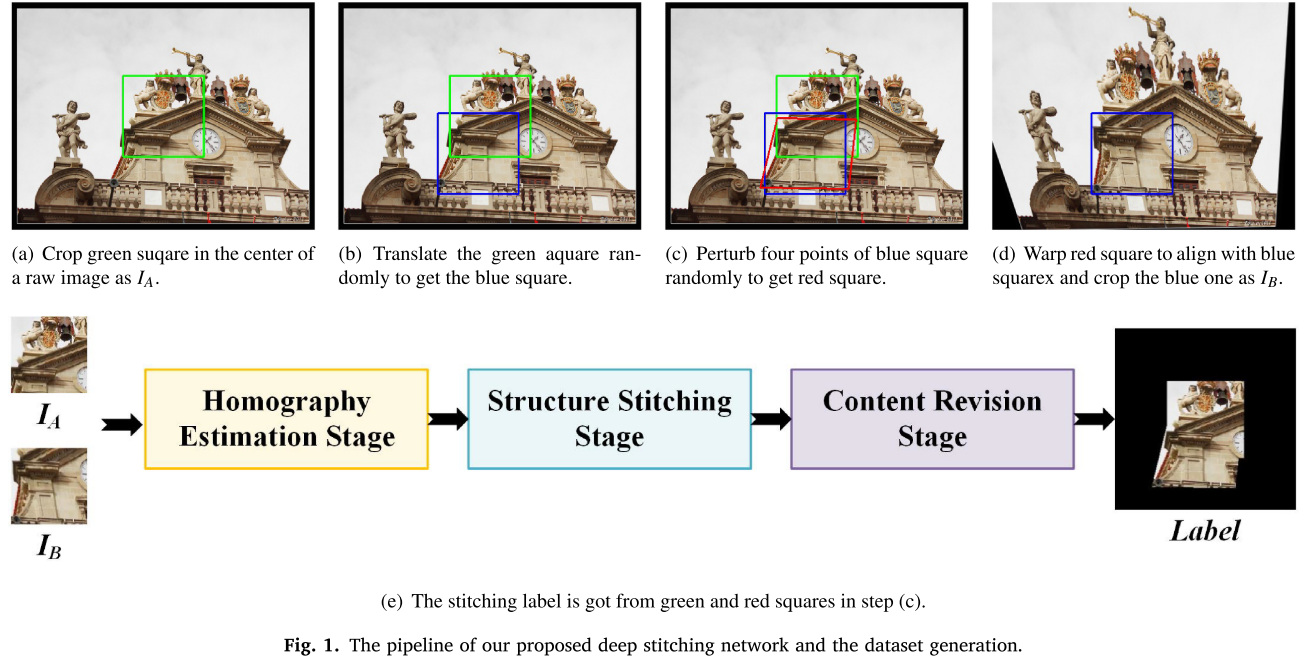 (a) Crop green suqare in the center of
a raw image as I_A.
(b) Translate the green aquare ran-
domly to get the blue square.
(c) Perturb four points of blue square
randomly to get red square.
(d) Warp red square to align with blue
squarex and crop the blue one as I_B.
I_A
I_B
Homography
Estimation Stage
Structure Stitching
Stage
Content Revision
Stage
Label
(e) The stitching label is got from green and red squares in step (c).
Fig. 1. The pipeline of our proposed deep stitching network and the dataset generation.